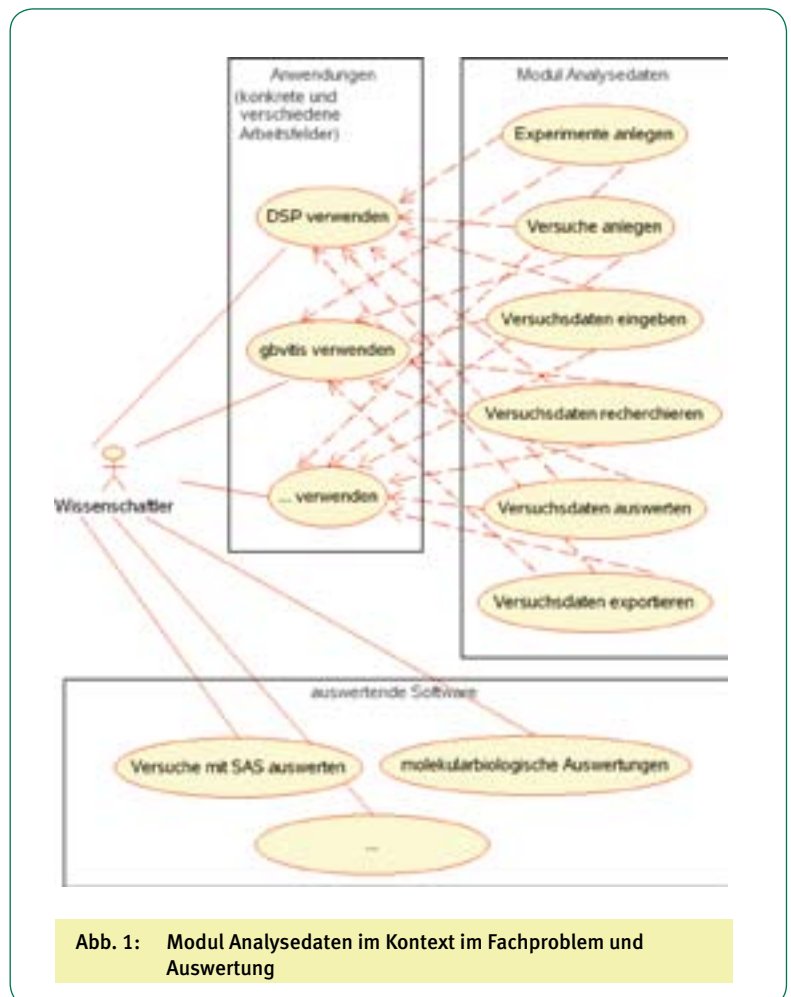 Anwendungen
(konkrete und
verschiedene
Arbeitsfelder)
DSP verwenden
gbvitis verwenden
... verwenden
Wissenschaftler
Modul Analysedaten
Experimente anlegen
Versuche anlegen
Versuchsdaten eingeben
Versuchsdaten recherchieren
Versuchsdaten auswerten
Versuchsdaten exportieren
auswertende Software
Versuche mit SAS auswerten
molekularbiologische Auswertungen
...
Abb. 1: Modul Analysedaten im Kontext im Fachproblem und
Auswertung